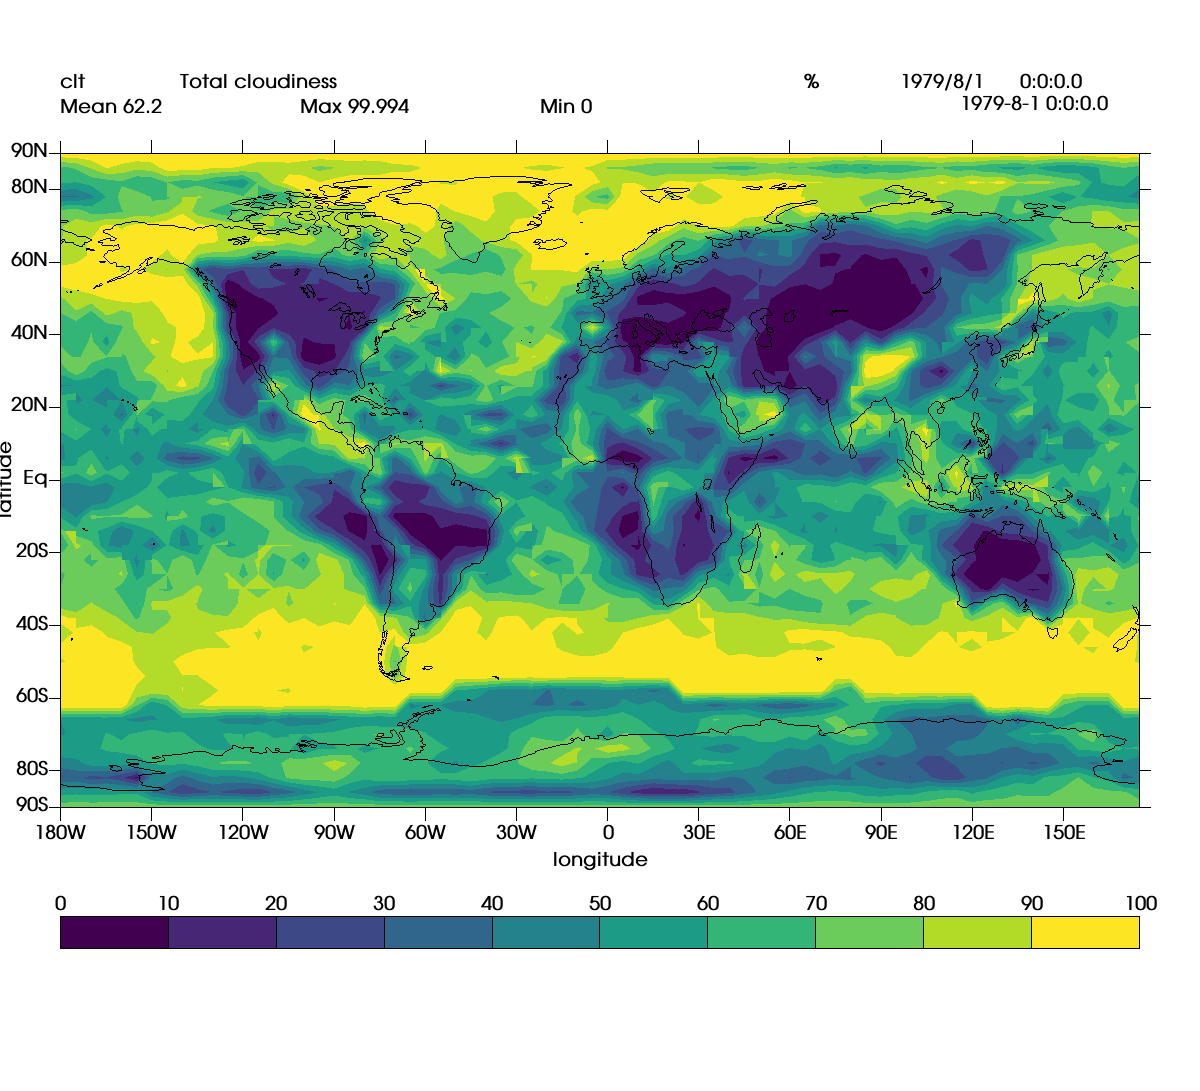 clt Total cloudiness % 1979/8/1 0:0:0.0
Mean 62.2 Max 99.994 Min 0 1979-8-1 0:0:0.0
90N
80N
60N
40N
20N
Eq
20S
40S
60S
80S
90S
latitude
180W 150W 120W 90W 60W 30W 0 30E 60E 90E 120E 150E
longitude
0 10 20 30 40 50 60 70 80 90 100